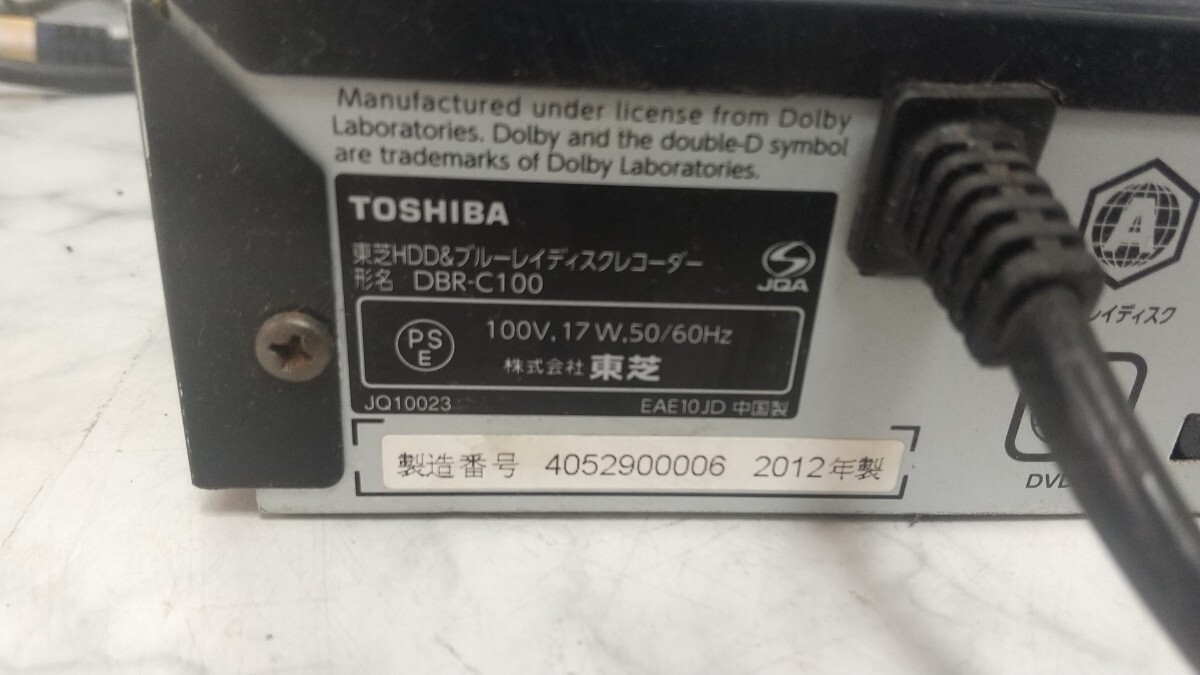 Manufactured under license from Dolby
Laboratories. Dolby and the double-D symbol
are trademarks of Dolby Laboratories.
TOSHIBA
東芝HDD&ブルーレイディスクレコーダー
形名 DBR-C100
JQA
PS
E
100V, 17W, 50/60Hz
株式会社 東芝
JQ10023
EAE10JD 中国製
製造番号 4052900006 2012年製
A
レイディスク